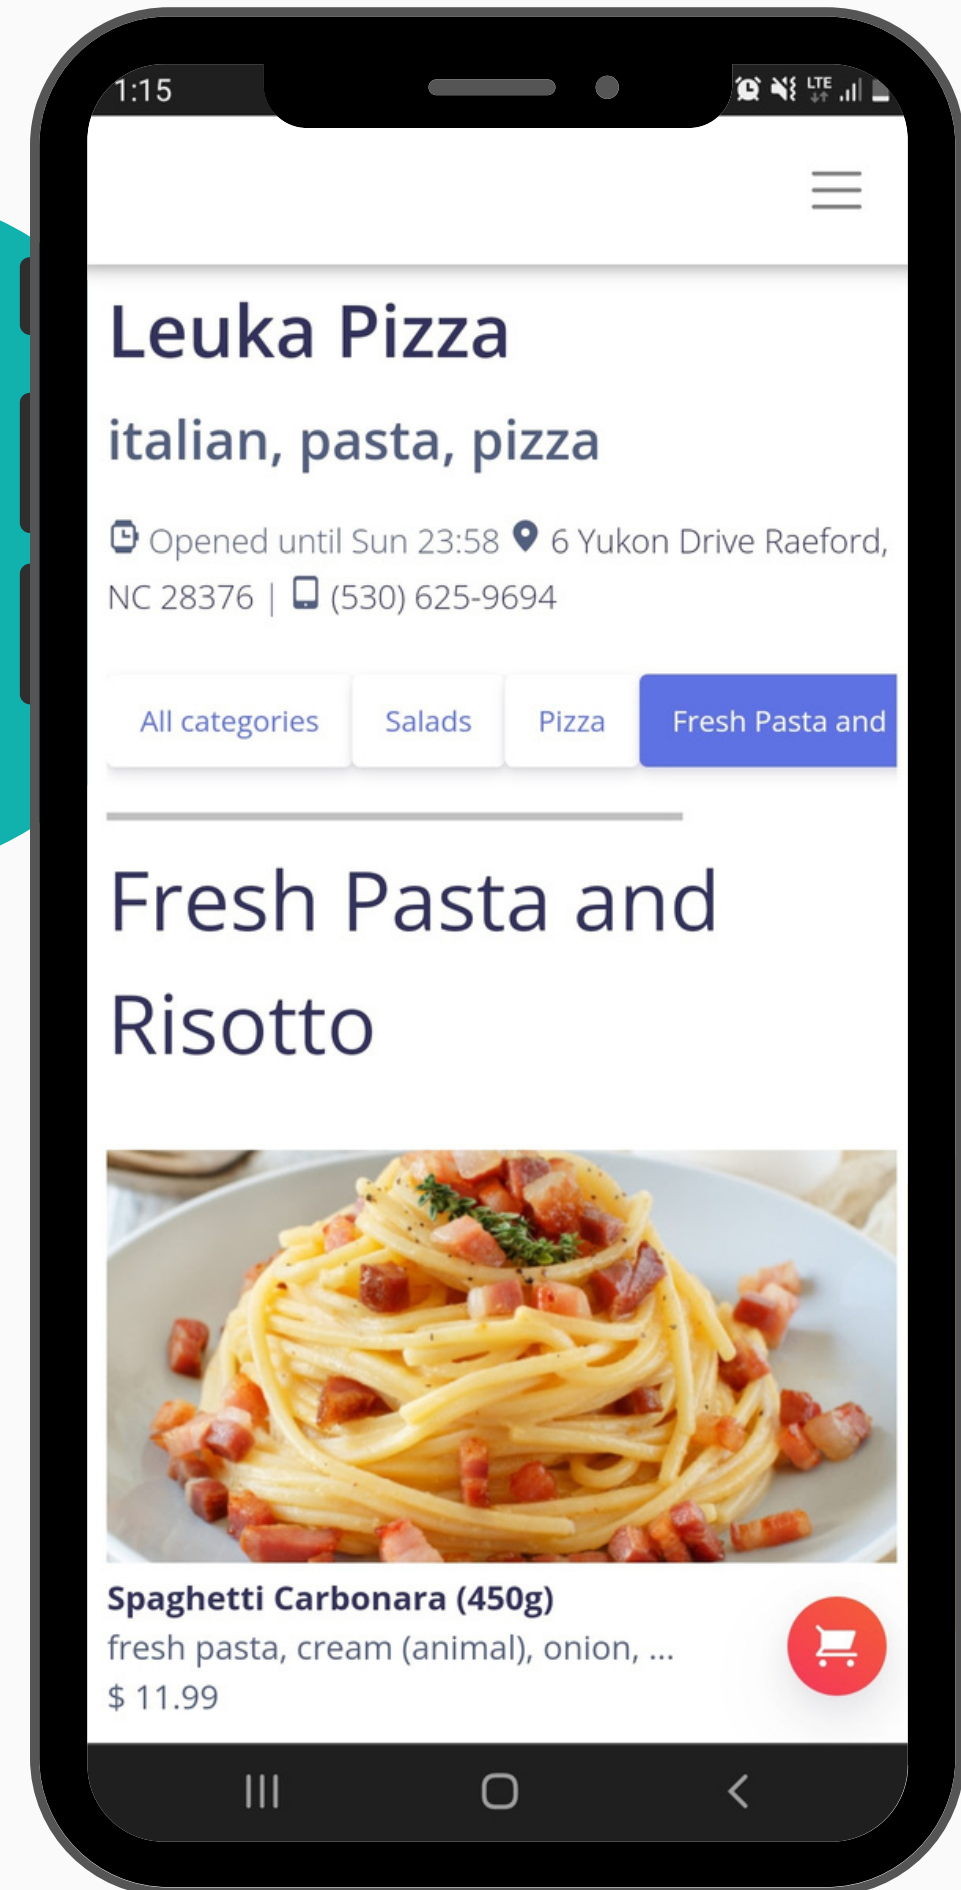 1:15
LTE
Leuka Pizza
italian, pasta, pizza
Opened until Sun 23:58 6 Yukon Drive Raeford,
NC 28376 | (530) 625-9694
All categories Salads Pizza Fresh Pasta and
Fresh Pasta and
Risotto
Spaghetti Carbonara (450g)
fresh pasta, cream (animal), onion, ...
$ 11.99